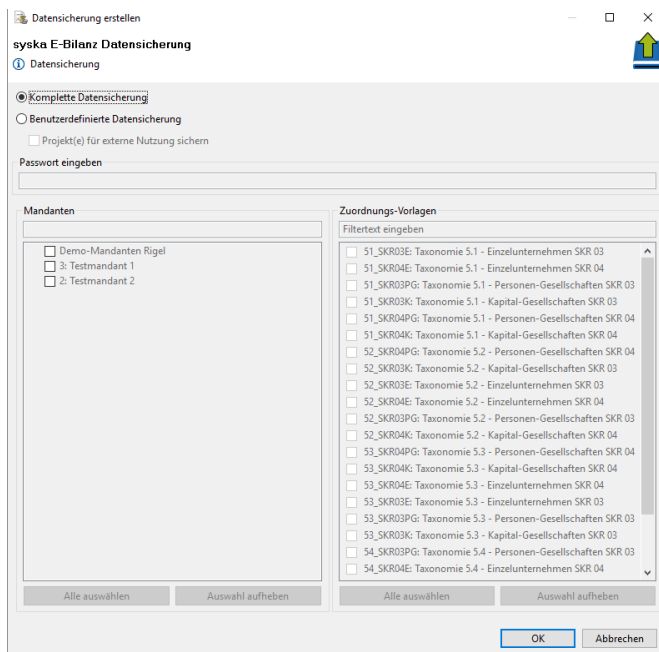 Datensicherung erstellen
syska E-Bilanz Datensicherung
Datensicherung
Komplette Datensicherung
Benutzerdefinierte Datensicherung
Projekt(e) für externe Nutzung sichern
Passwort eingeben
Mandanten
Demo-Mandanten Rigel
3: Testmandant 1
2: Testmandant 2
Alle auswählen
Auswahl aufheben
Zuordnungs-Vorlagen
Filtertext eingeben
51_SKR03E: Taxonomie 5.1 - Einzelunternehmen SKR 03
51_SKR04E: Taxonomie 5.1 - Einzelunternehmen SKR 04
51_SKR03PG: Taxonomie 5.1 - Personen-Gesellschaften SKR 03
51_SKR03K: Taxonomie 5.1 - Kapital-Gesellschaften SKR 03
51_SKR04PG: Taxonomie 5.1 - Personen-Gesellschaften SKR 04
51_SKR04K: Taxonomie 5.1 - Kapital-Gesellschaften SKR 04
52_SKR04PG: Taxonomie 5.2 - Personen-Gesellschaften SKR 04
52_SKR03K: Taxonomie 5.2 - Kapital-Gesellschaften SKR 03
52_SKR03E: Taxonomie 5.2 - Einzelunternehmen SKR 03
52_SKR04E: Taxonomie 5.2 - Einzelunternehmen SKR 04
52_SKR03PG: Taxonomie 5.2 - Personen-Gesellschaften SKR 03
52_SKR04K: Taxonomie 5.2 - Kapital-Gesellschaften SKR 04
53_SKR04PG: Taxonomie 5.3 - Personen-Gesellschaften SKR 04
53_SKR04K: Taxonomie 5.3 - Kapital-Gesellschaften SKR 04
53_SKR04E: Taxonomie 5.3 - Einzelunternehmen SKR 04
53_SKR03E: Taxonomie 5.3 - Einzelunternehmen SKR 03
53_SKR03PG: Taxonomie 5.3 - Personen-Gesellschaften SKR 03
53_SKR03K: Taxonomie 5.3 - Kapital-Gesellschaften SKR 03
54_SKR03PG: Taxonomie 5.4 - Personen-Gesellschaften SKR 03
54_SKR04E: Taxonomie 5.4 - Einzelunternehmen SKR 04
Alle auswählen
Auswahl aufheben
OK
Abbrechen